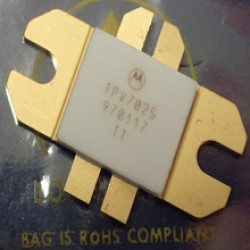 TPV7025
970117
II
BAG IS ROHS COMPLIANT